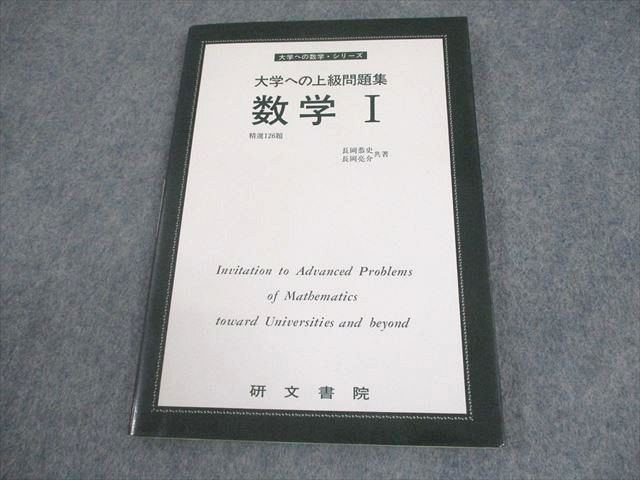 大学への数学・シリーズ
大学への上級問題集
数学 I
精選126題
長岡恭史
長岡亮介 共著
Invitation to Advanced Problems
of Mathematics
toward Universities and beyond
研文書院